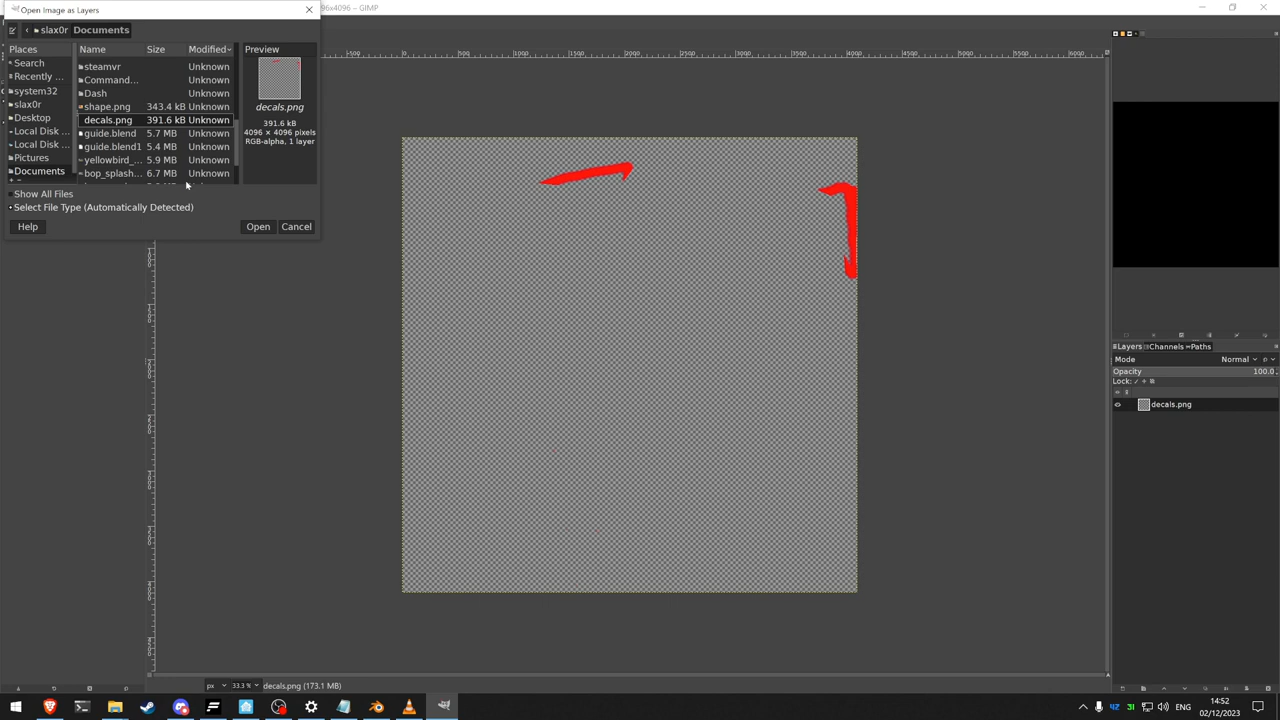 Open Image as Layers
96x4096 – GIMP
slax0r Documents
Places
Search
Recently ...
system32
slax0r
Desktop
Local Disk ...
Local Disk ...
Pictures
Documents
Name Size Modified
steamvr Unknown
Command... Unknown
Dash Unknown
shape.png 343.4 kB Unknown
decals.png 391.6 kB Unknown
guide.blend 5.7 MB Unknown
guide.blend1 5.4 MB Unknown
yellowbird_... 5.9 MB Unknown
bop_splash... 6.7 MB Unknown
Preview
decals.png
391.6 kB
4096 × 4096 pixels
RGB-alpha, 1 layer
Show All Files
Select File Type (Automatically Detected)
Help
Open Cancel
Layers Channels Paths
Mode Normal
Opacity 100.0
Lock:
decals.png
px 33.3 % decals.png (173.1 MB)
ENG
14:52
02/12/2023